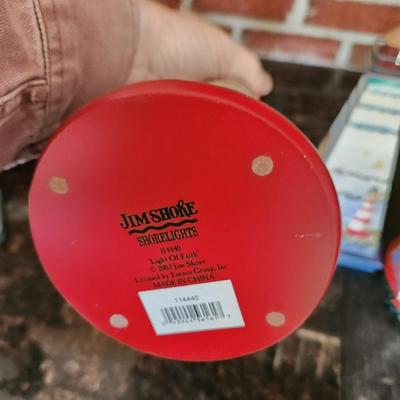 JIM SHORE
SHORELIGHTS
114440
"Light Of Faith"
© 2003 Jim Shore
Licensed by Enesco Group, Inc.
MADE IN CHINA
114440